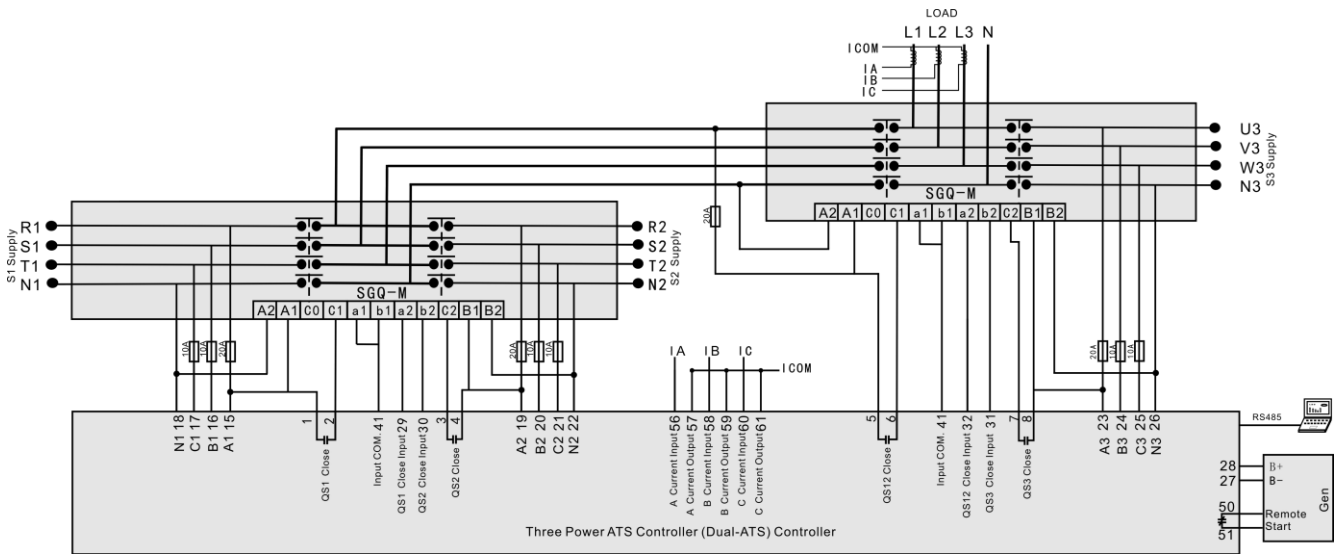 LOAD
L1 L2 L3 N
ICOM
IA
IB
IC
U3
V3
W3
N3
S3 Supply
SGQ-M
A2 A1 C0 C1 a1 b1 a2 b2 C2 B1 B2
20A
R1
S1
T1
N1
S1 Supply
R2
S2
T2
N2
S2 Supply
SGQ-M
A2 A1 C0 C1 a1 b1 a2 b2 C2 B1 B2
10A 10A 20A
20A 10A 10A
20A 10A 10A
IA IB IC
ICOM
N1 18
C1 17
B1 16
A1 15
1
2
QS1 Close
Input COM. 41
QS1 Close Input 29
QS2 Close Input 30
3
4
QS2 Close
A2 19
B2 20
C2 21
N2 22
A Current Input 56
A Current Output 57
B Current Input 58
B Current Output 59
C Current Input 60
C Current Output 61
5
6
QS12 Close
Input COM. 41
QS12 Close Input 32
QS3 Close Input 31
7
8
QS3 Close
A3 23
B3 24
C3 25
N3 26
RS485
28 B+
27 B-
50 Remote
51 Start
Gen
Three Power ATS Controller (Dual-ATS) Controller